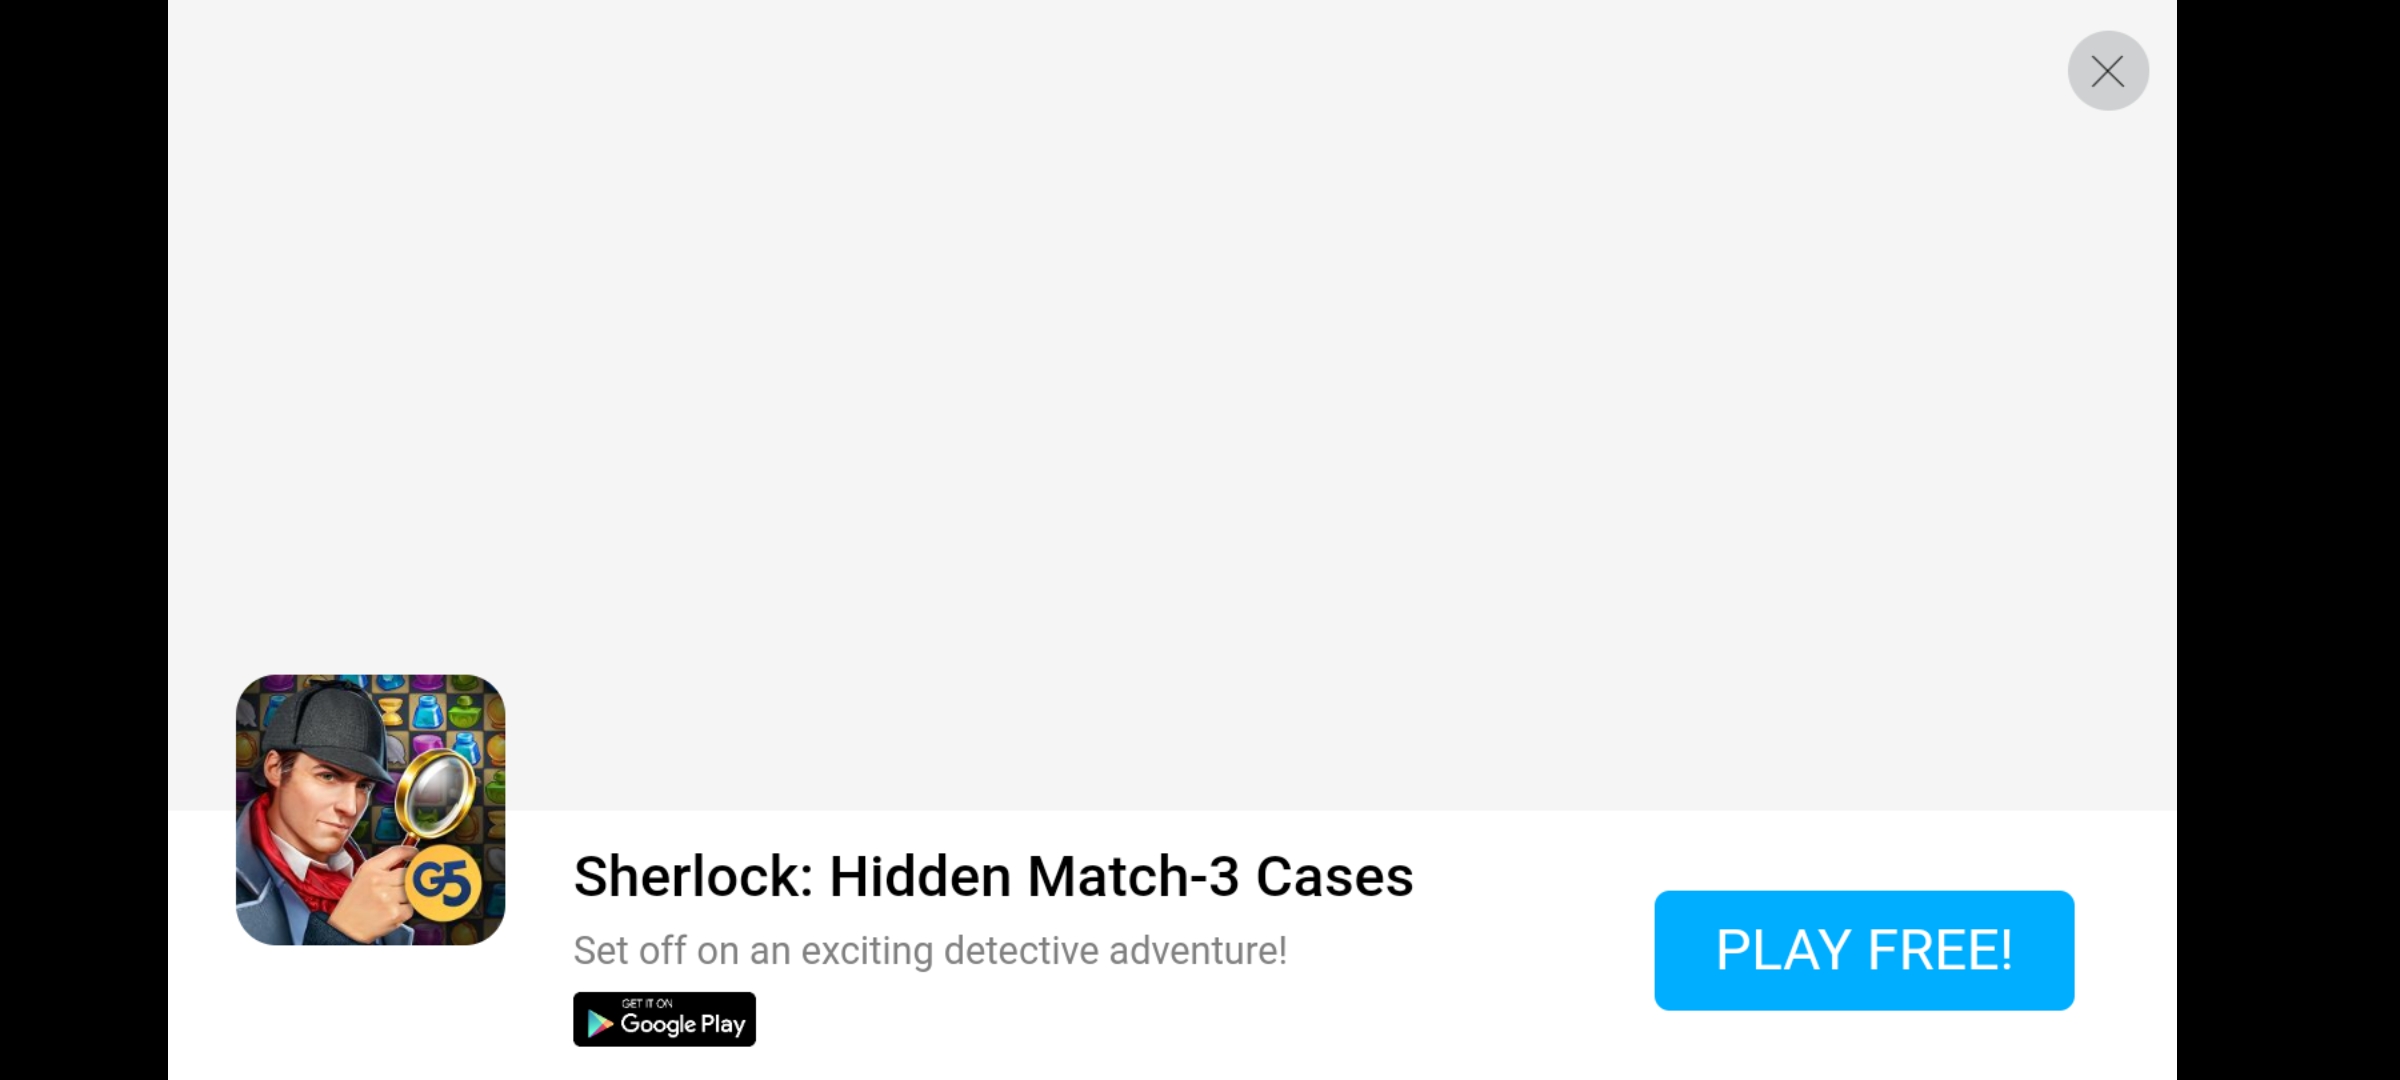 G5
Sherlock: Hidden Match-3 Cases
Set off on an exciting detective adventure!
GET IT ON
Google Play
PLAY FREE!